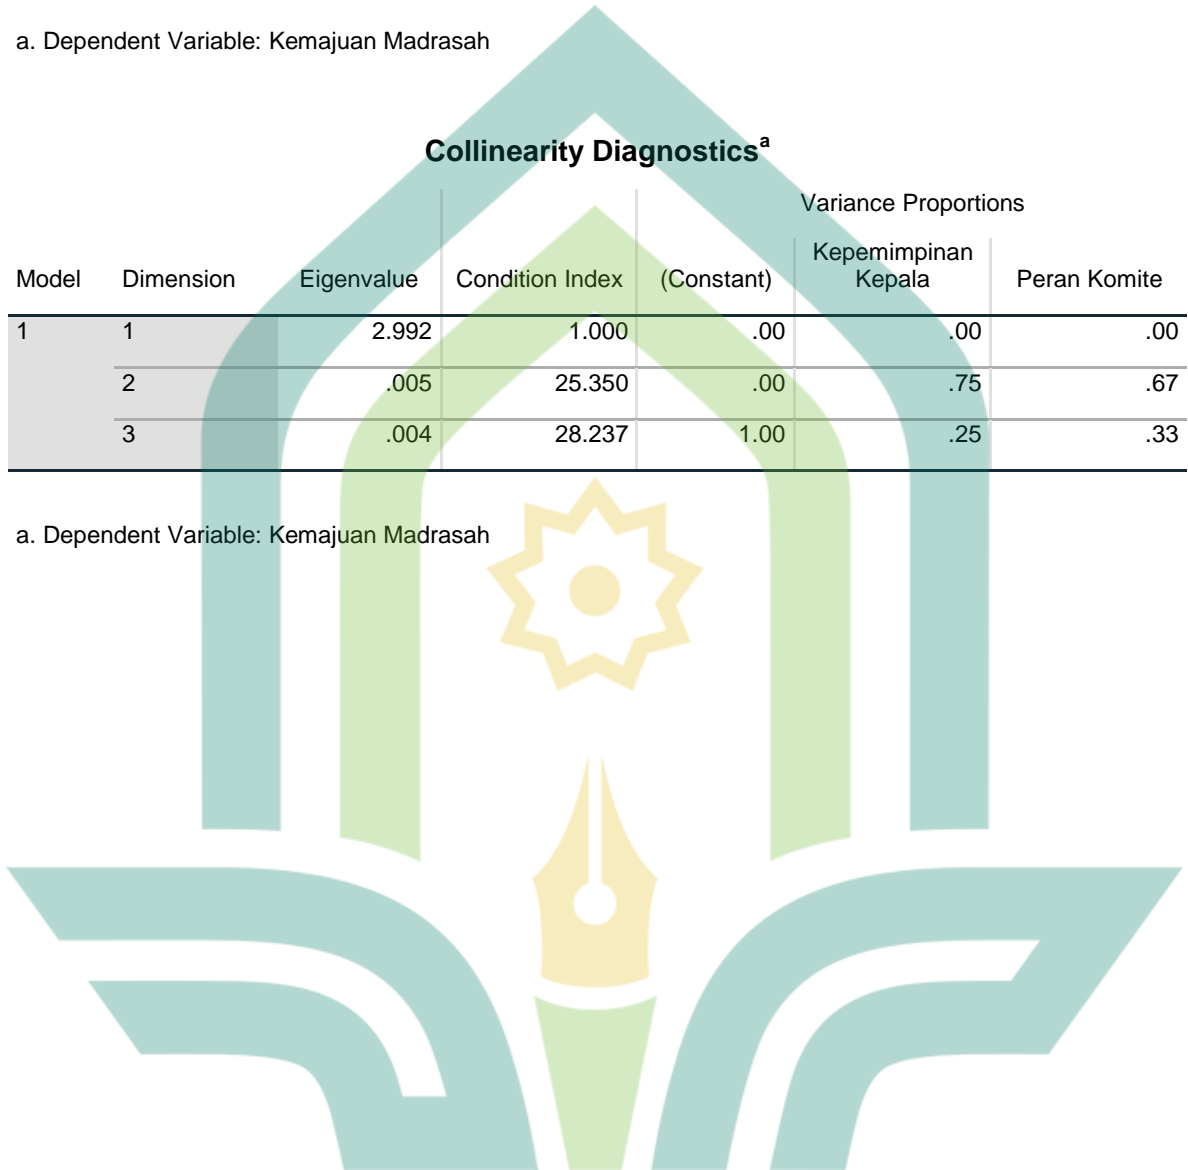 a. Dependent Variable: Kemajuan Madrasah
Collinearity Diagnosticsᵃ
Variance Proportions
Model Dimension Eigenvalue Condition Index (Constant) Kepemimpinan Kepala Peran Komite
1 1 2.992 1.000 .00 .00 .00
2 .005 25.350 .00 .75 .67
3 .004 28.237 1.00 .25 .33
a. Dependent Variable: Kemajuan Madrasah